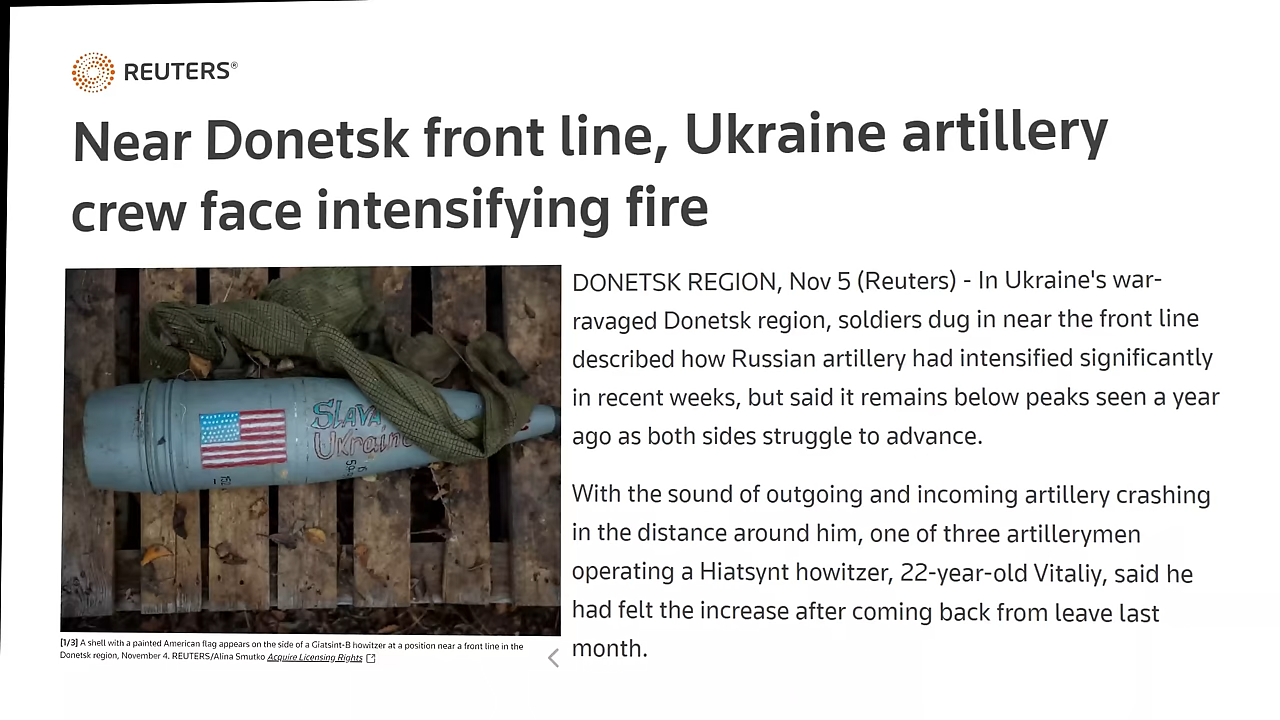 REUTERS®
Near Donetsk front line, Ukraine artillery
crew face intensifying fire
DONETSK REGION, Nov 5 (Reuters) - In Ukraine's war-
ravaged Donetsk region, soldiers dug in near the front line
described how Russian artillery had intensified significantly
in recent weeks, but said it remains below peaks seen a year
ago as both sides struggle to advance.
With the sound of outgoing and incoming artillery crashing
in the distance around him, one of three artillerymen
operating a Hiatsynt howitzer, 22-year-old Vitaliy, said he
had felt the increase after coming back from leave last
month.
SLAVA
Ukraine
[1/3] A shell with a painted American flag appears on the side of a Giatsint-B howitzer at a position near a front line in the
Donetsk region, November 4. REUTERS/Alina Smutko Acquire Licensing Rights